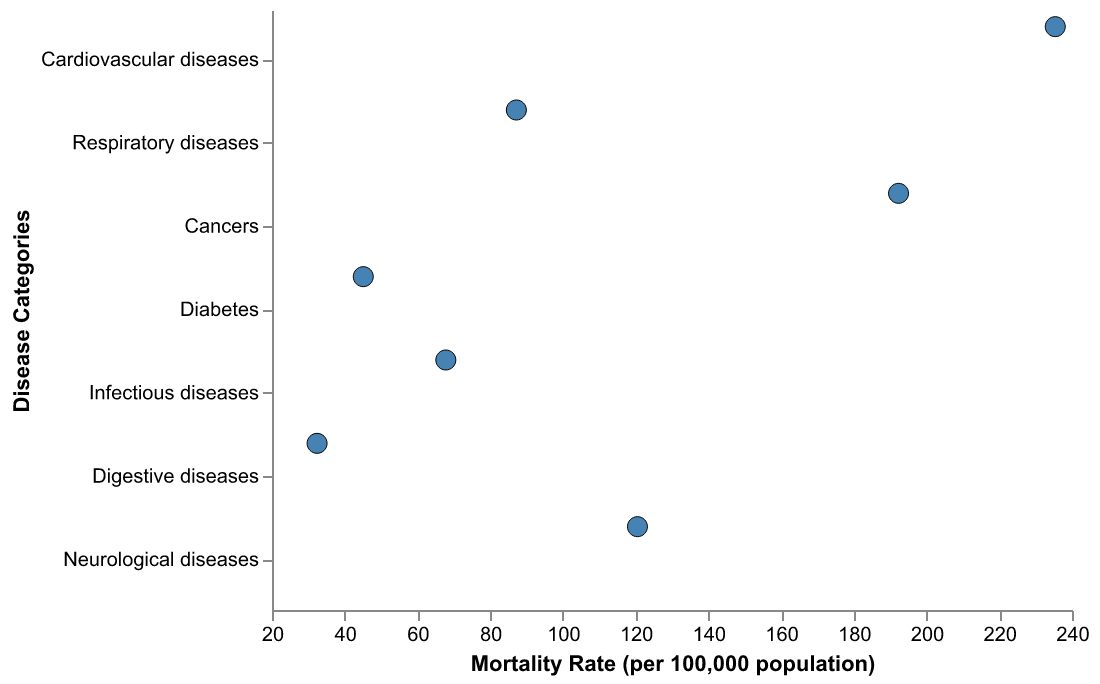 Cardiovascular diseases
Respiratory diseases
Cancers
Diabetes
Infectious diseases
Digestive diseases
Neurological diseases
Disease Categories
20 40 60 80 100 120 140 160 180 200 220 240
Mortality Rate (per 100,000 population)